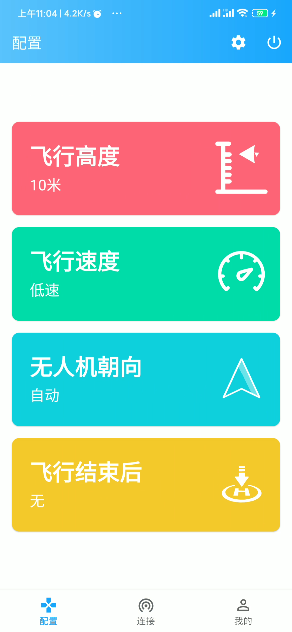 上午11:04 | 4.2K/s
配置
飞行高度
10米
飞行速度
低速
无人机朝向
自动
飞行结束后
无
配置
连接
我的